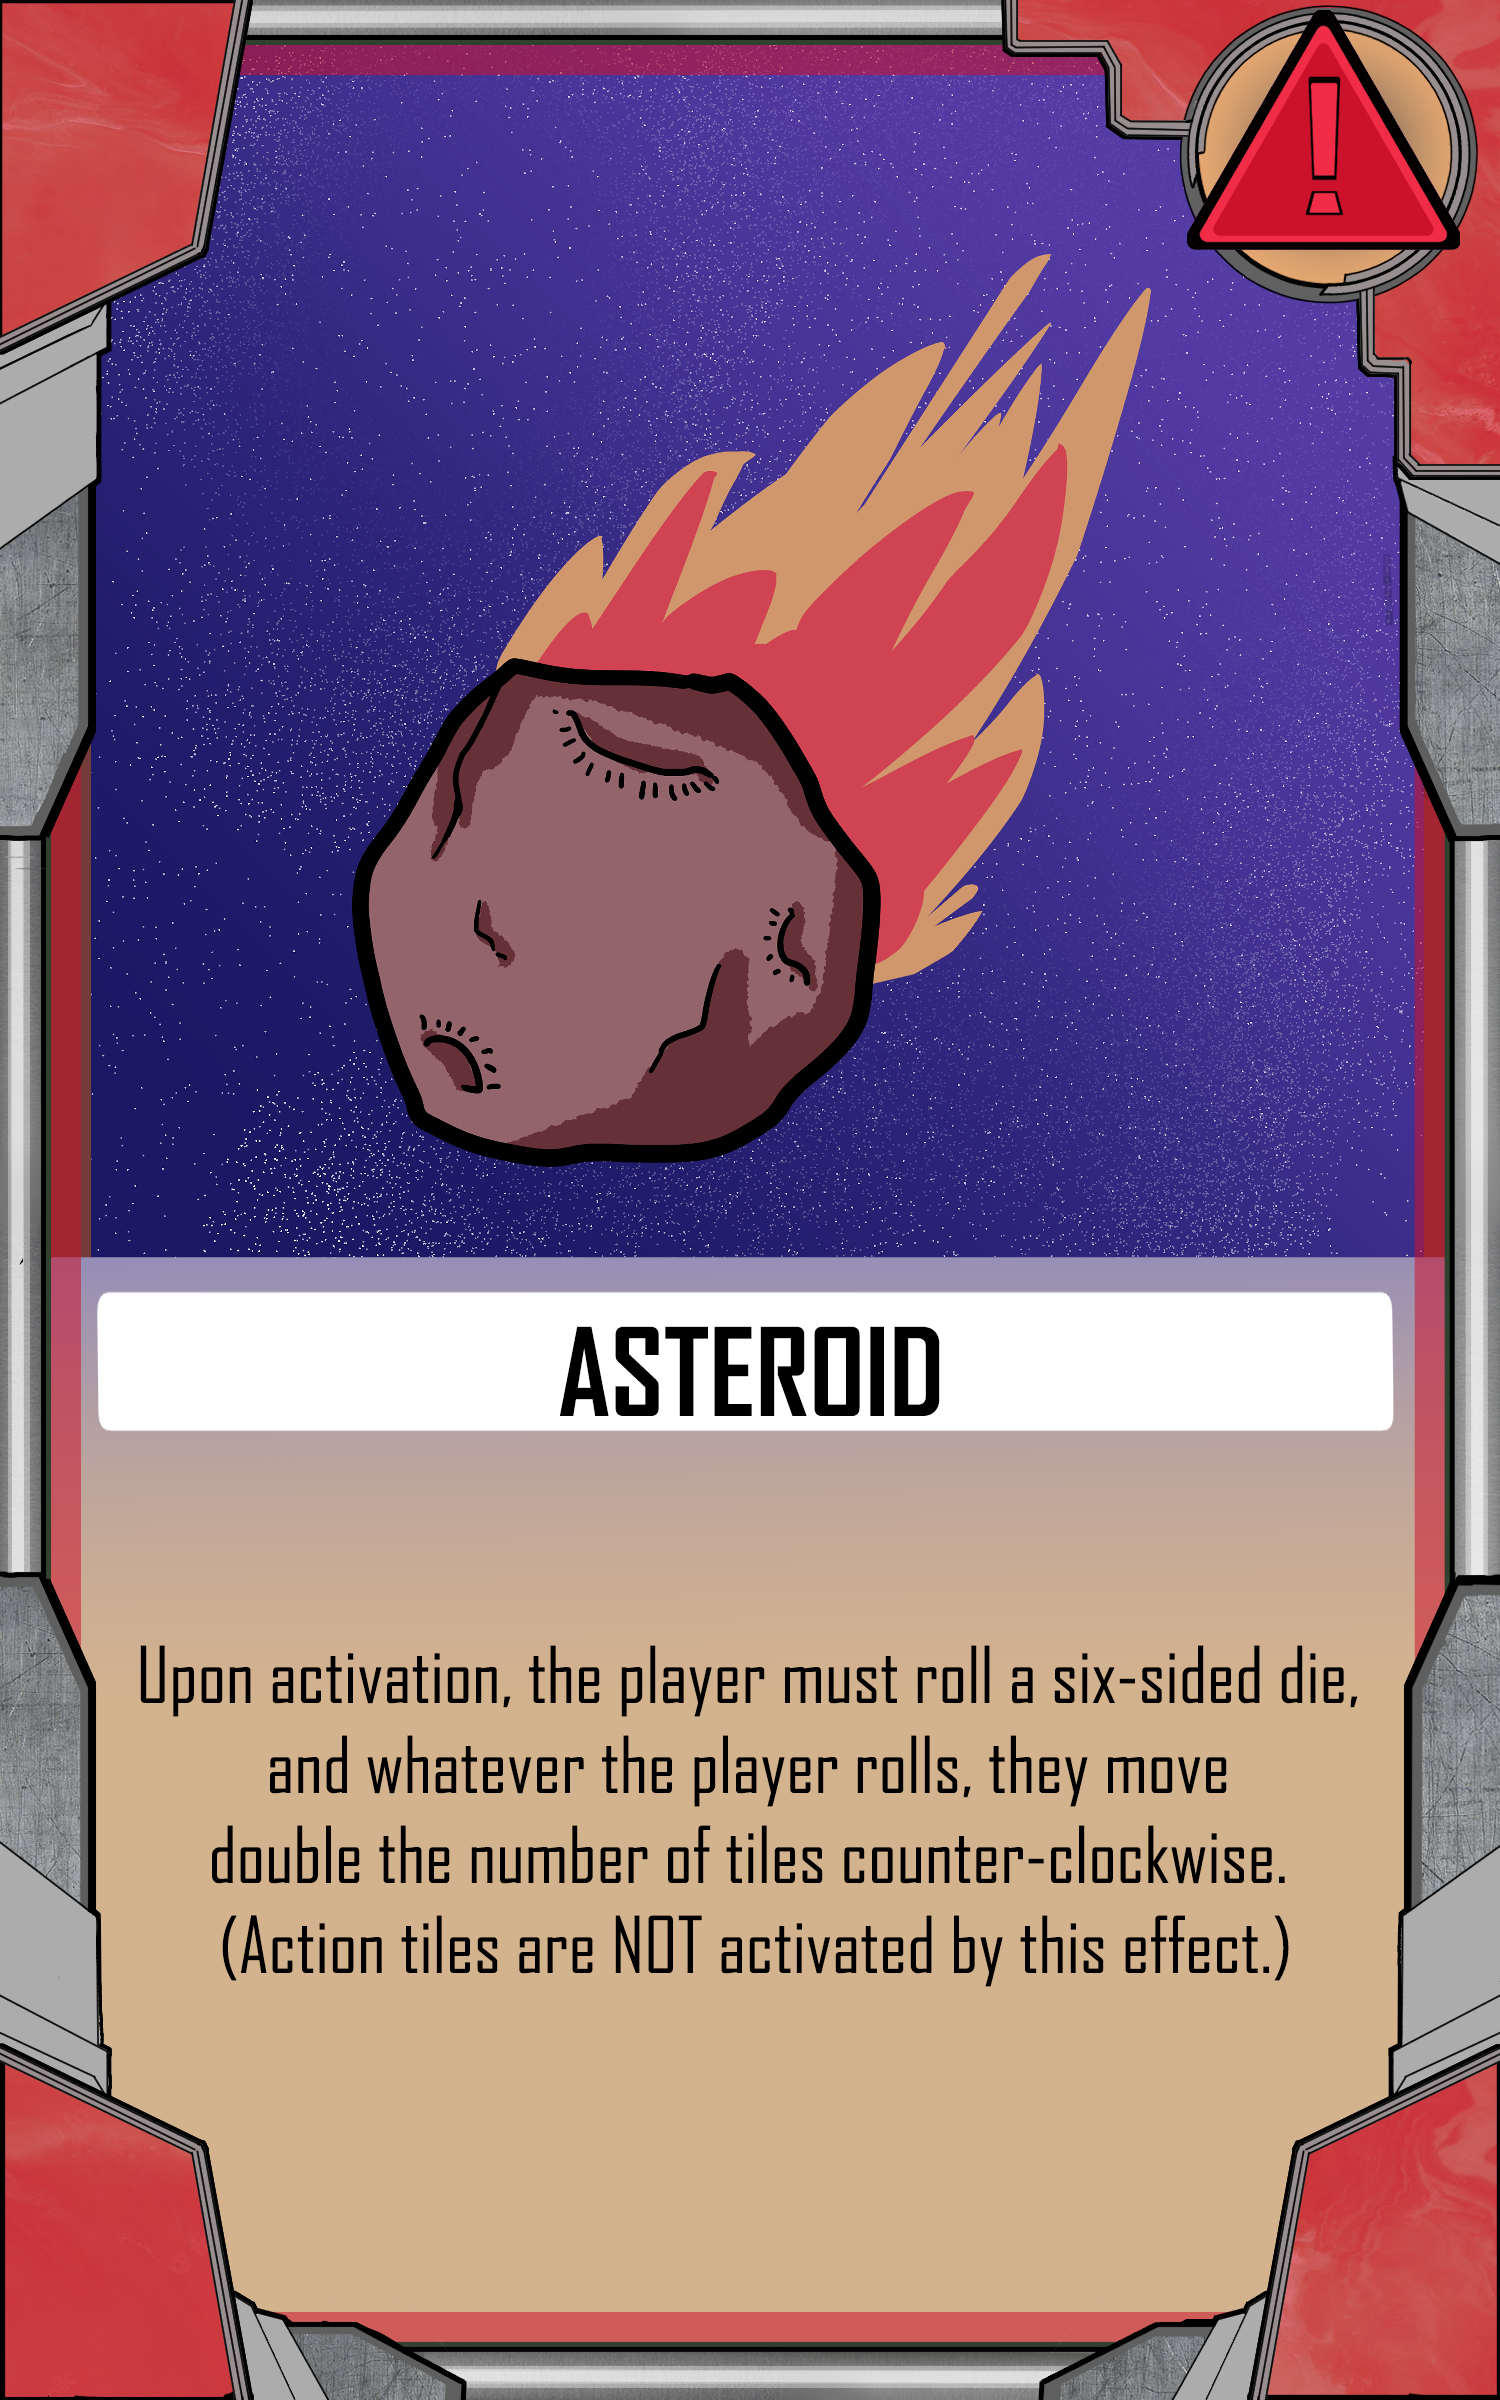 !
ASTEROID
Upon activation, the player must roll a six-sided die,
and whatever the player rolls, they move
double the number of tiles counter-clockwise.
(Action tiles are NOT activated by this effect.)